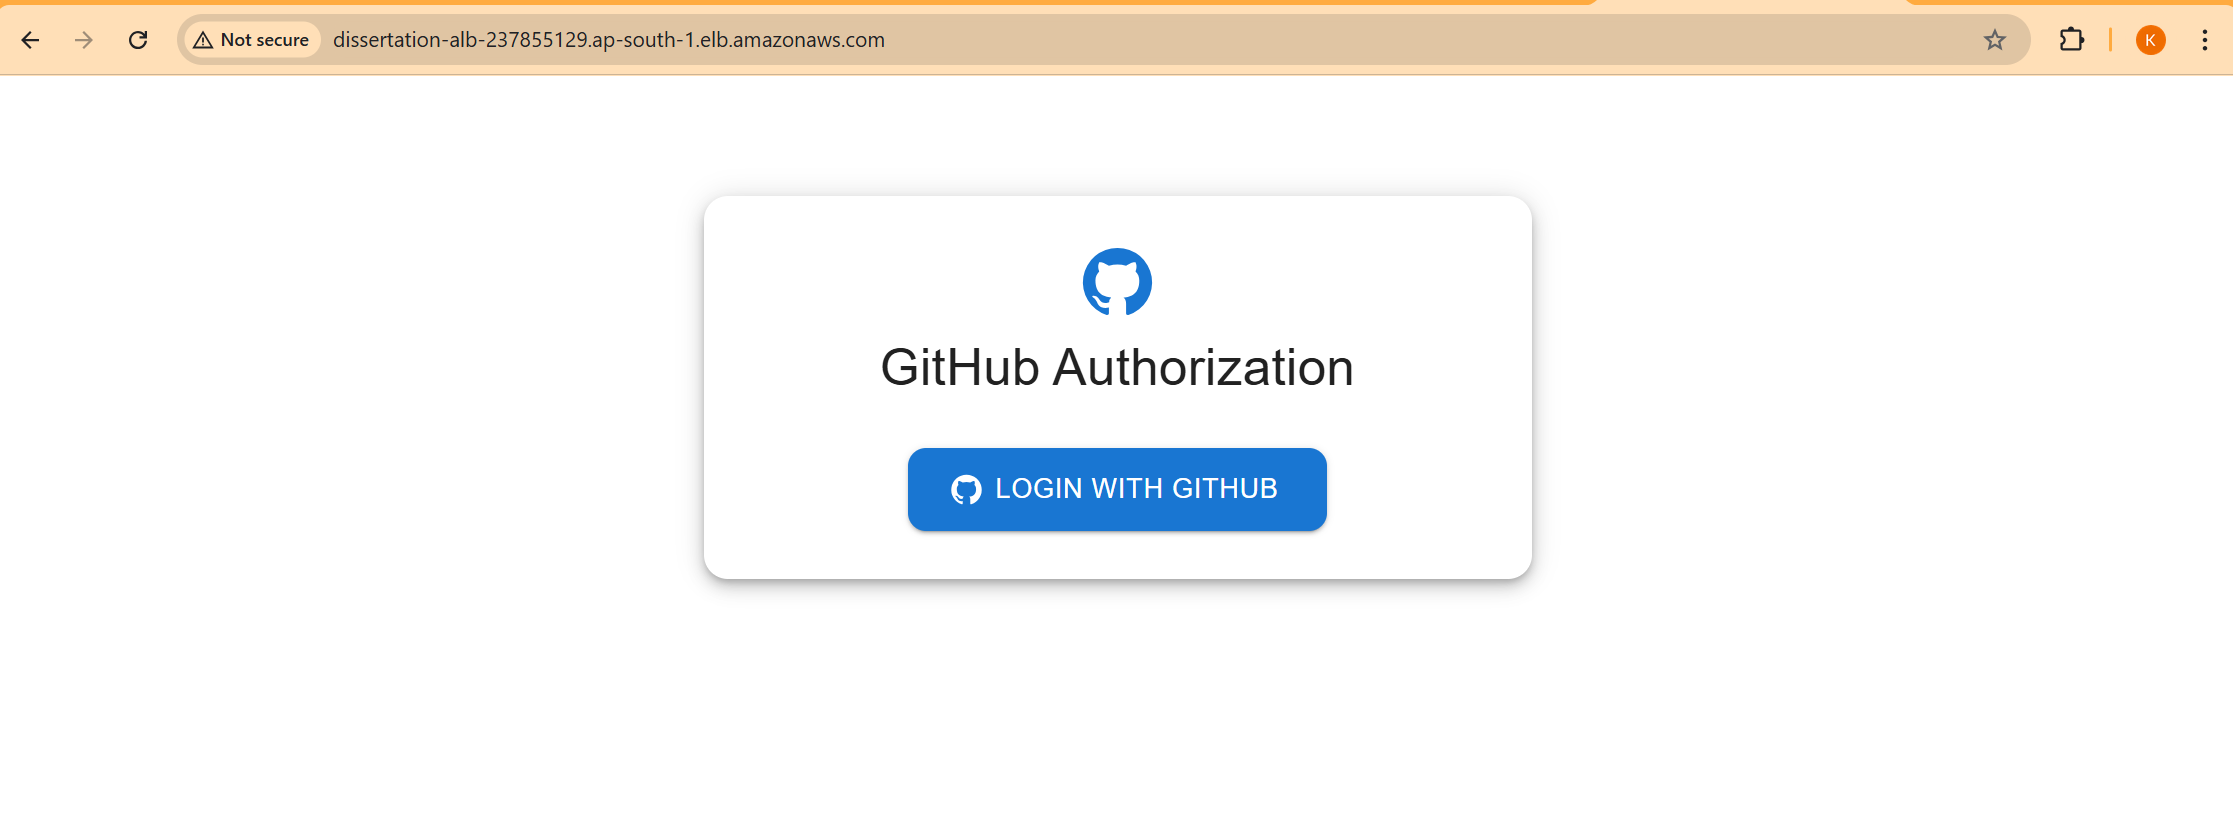 Not secure
dissertation-alb-237855129.ap-south-1.elb.amazonaws.com
K
GitHub Authorization
LOGIN WITH GITHUB